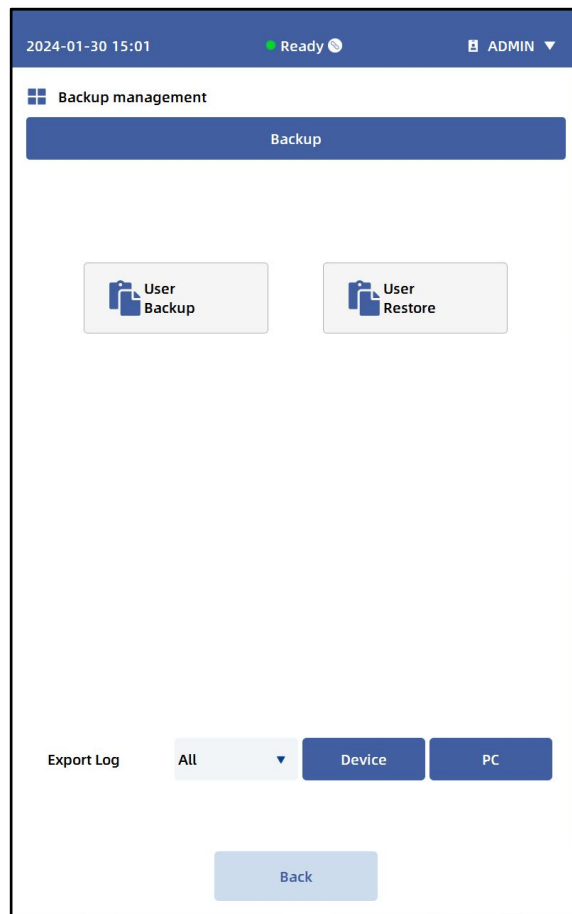 2024-01-30 15:01 Ready ADMIN
Backup management
Backup
User User
Backup Restore
Export Log All Device PC
Back